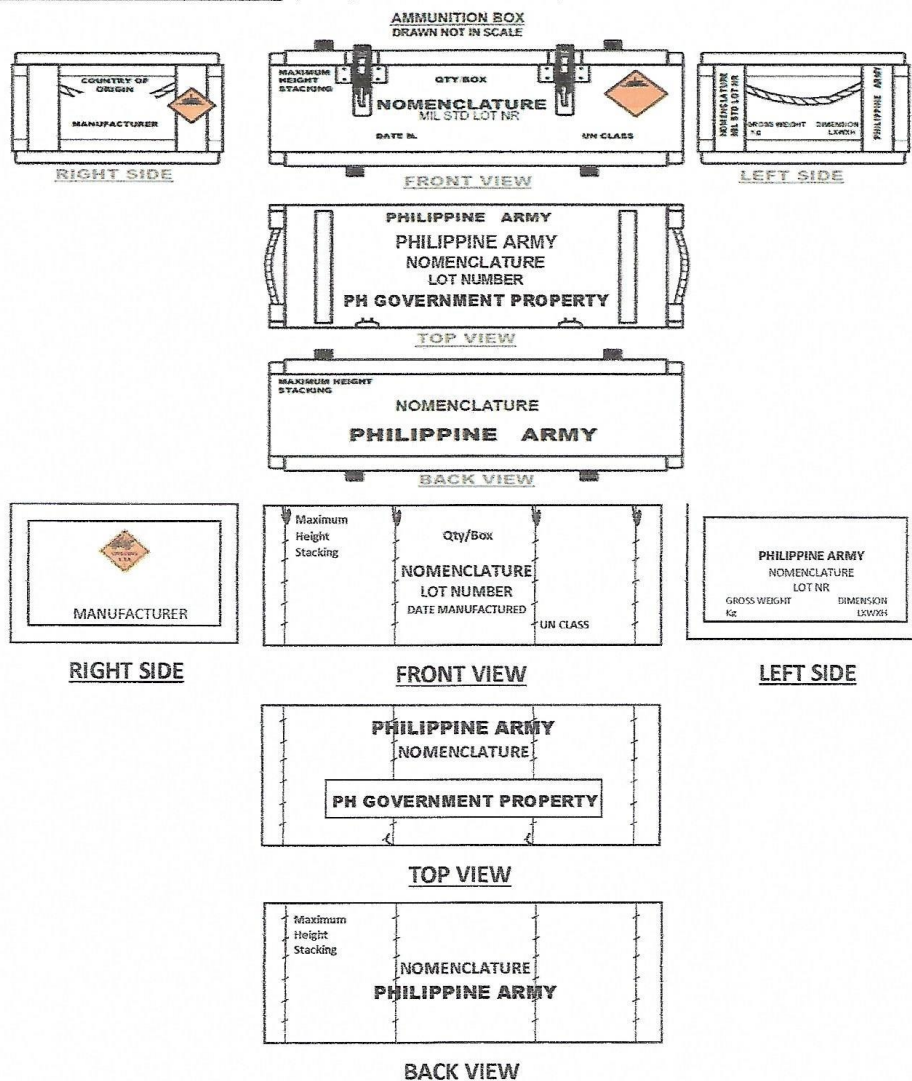 AMMUNITION BOX
DRAWN NOT IN SCALE
COUNTRY OF
ORIGIN
MANUFACTURER
RIGHT SIDE
MAXIMUM
HEIGHT
STACKING
QTY/BOX
NOMENCLATURE
MIL STD LOT NR
DATE M.
UN CLASS
FRONT VIEW
NOMENCLATURE
MIL STD LOT NR
GROSS WEIGHT
Kg
DIMENSION
LXWXH
PHILIPPINE ARMY
LEFT SIDE
PHILIPPINE ARMY
PHILIPPINE ARMY
NOMENCLATURE
LOT NUMBER
PH GOVERNMENT PROPERTY
TOP VIEW
MAXIMUM HEIGHT
STACKING
NOMENCLATURE
PHILIPPINE ARMY
BACK VIEW
MANUFACTURER
RIGHT SIDE
Maximum
Height
Stacking
Qty/Box
NOMENCLATURE
LOT NUMBER
DATE MANUFACTURED
UN CLASS
FRONT VIEW
PHILIPPINE ARMY
NOMENCLATURE
LOT NR
GROSS WEIGHT DIMENSION
Kg LXWXH
LEFT SIDE
PHILIPPINE ARMY
NOMENCLATURE
PH GOVERNMENT PROPERTY
TOP VIEW
Maximum
Height
Stacking
NOMENCLATURE
PHILIPPINE ARMY
BACK VIEW